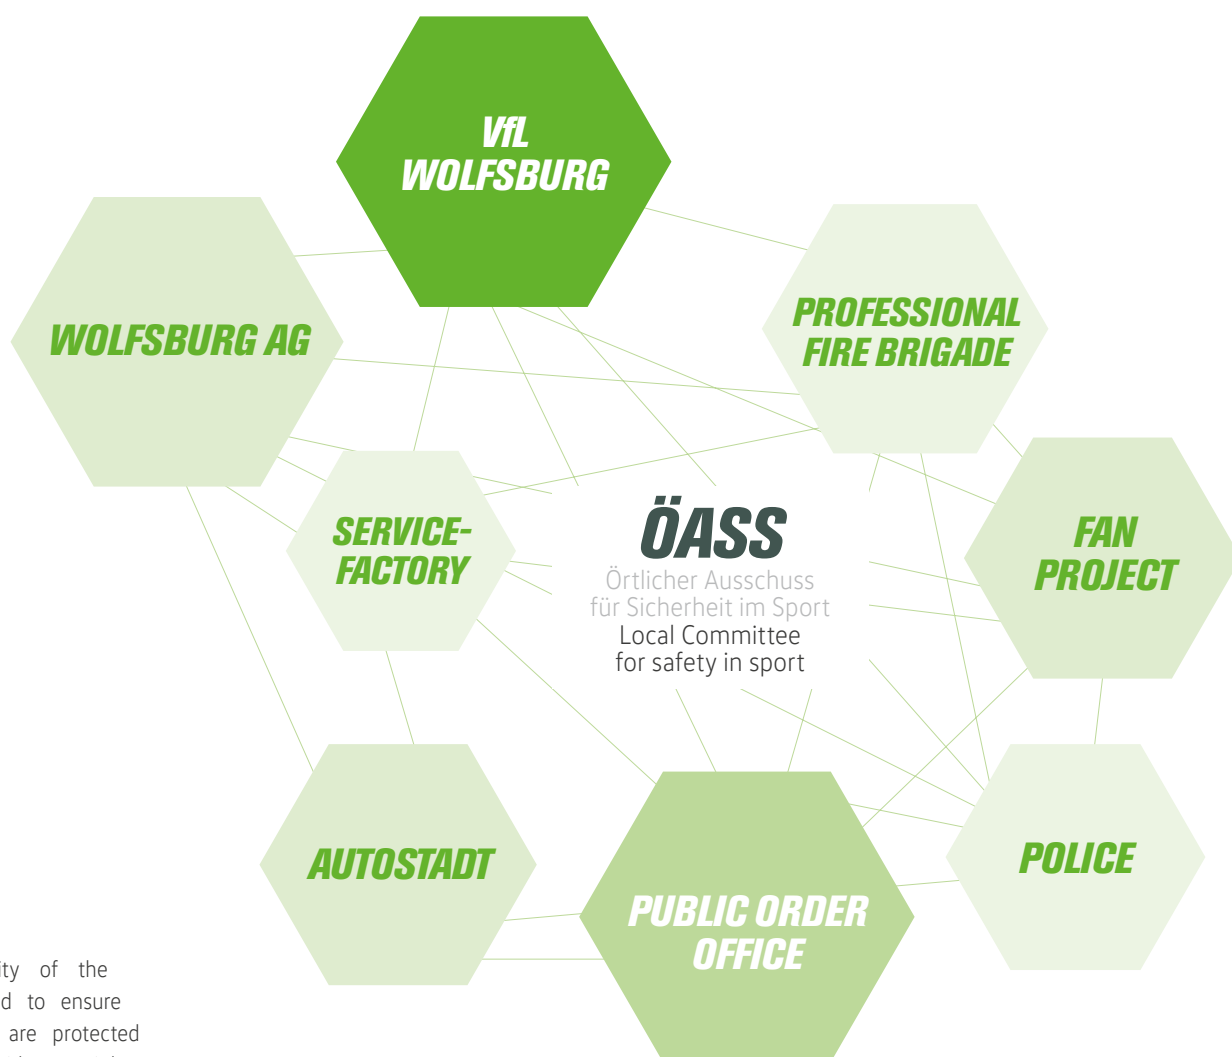 VfL
WOLFSBURG
WOLFSBURG AG
PROFESSIONAL
FIRE BRIGADE
SERVICE-
FACTORY
ÖASS
Örtlicher Ausschuss
für Sicherheit im Sport
Local Committee
for safety in sport
FAN
PROJECT
AUTOSTADT
PUBLIC ORDER
OFFICE
POLICE
ity of the
d to ensure
are protected